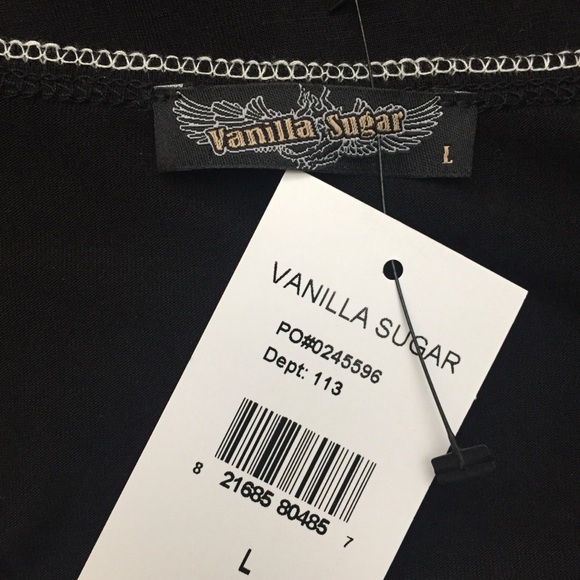 Vanilla Sugar
L
VANILLA SUGAR
PO#0245596
Dept: 113
8 21685 80485 7
L